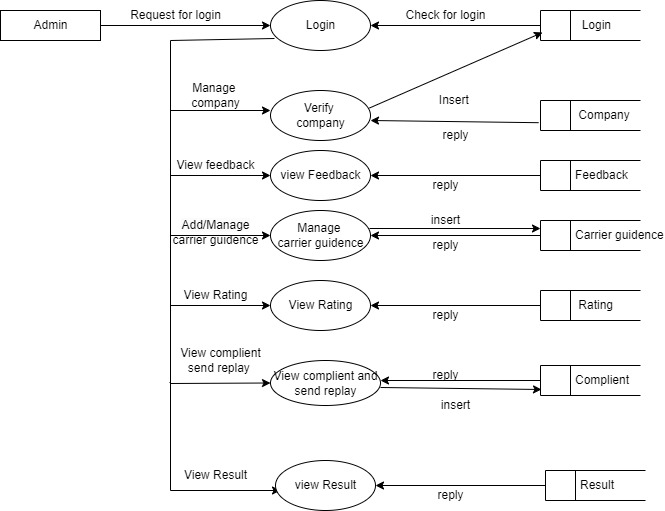 Admin
Request for login
Login
Check for login
Login
Manage
company
Verify
company
Insert
reply
Company
View feedback
view Feedback
reply
Feedback
Add/Manage
carrier guidence
Manage
carrier guidence
insert
reply
Carrier guidence
View Rating
View Rating
reply
Rating
View complient
send replay
View complient and
send replay
reply
insert
Complient
View Result
view Result
reply
Result